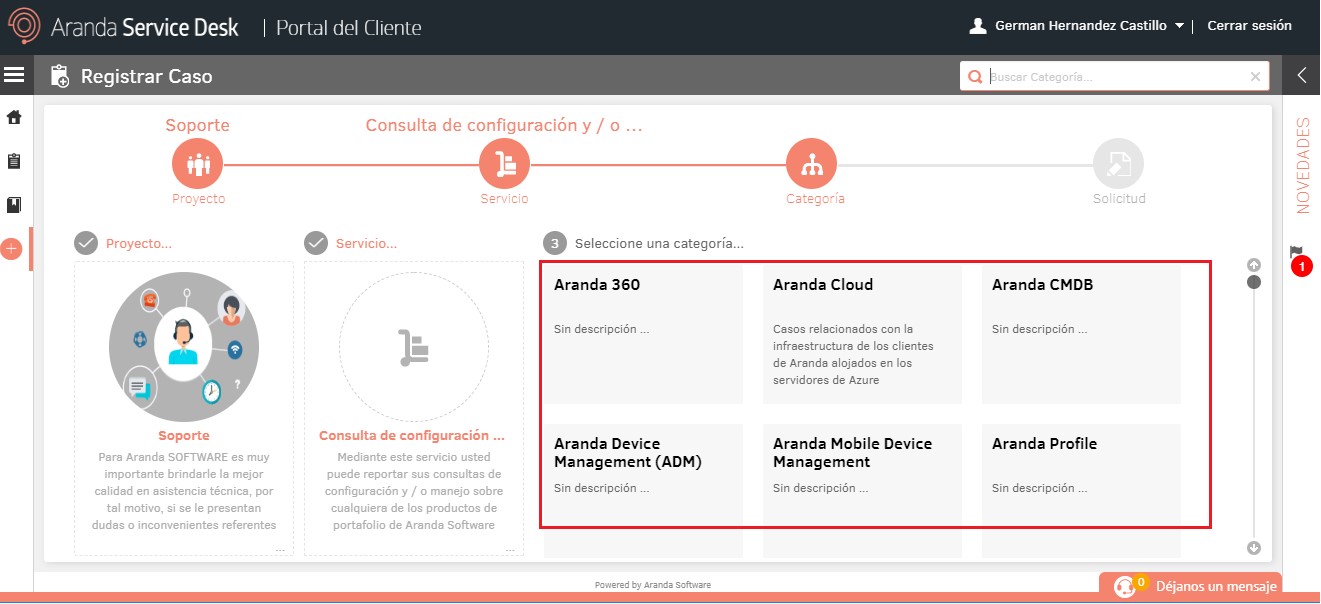 Aranda Service Desk | Portal del Cliente
German Hernandez Castillo | Cerrar sesión
Registrar Caso
Buscar Categoría...
Soporte
Consulta de configuración y / o ...
Proyecto
Servicio
Categoría
Solicitud
NOVEDADES
1
Proyecto...
Servicio...
3 Seleccione una categoría...
Soporte
Para Aranda SOFTWARE es muy
importante brindarle la mejor
calidad en asistencia técnica, por
tal motivo, si se le presentan
dudas o inconvenientes referentes
...
Consulta de configuración ...
Mediante este servicio usted
puede reportar sus consultas de
configuración y / o manejo sobre
cualquiera de los productos de
portafolio de Aranda Software
...
Aranda 360
Sin descripción ...
Aranda Cloud
Casos relacionados con la
infraestructura de los clientes
de Aranda alojados en los
servidores de Azure
Aranda CMDB
Sin descripción ...
Aranda Device
Management (ADM)
Sin descripción ...
Aranda Mobile Device
Management
Sin descripción ...
Aranda Profile
Sin descripción ...
Powered by Aranda Software
0 Déjanos un mensaje